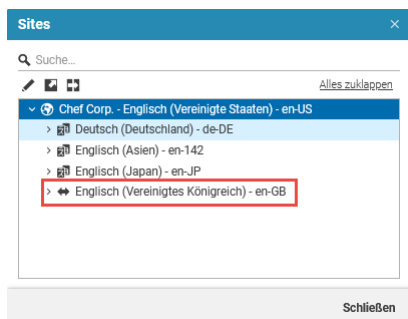 Sites
Suche...
Alles zuklappen
Chef Corp. - Englisch (Vereinigte Staaten) - en-US
Deutsch (Deutschland) - de-DE
Englisch (Asien) - en-142
Englisch (Japan) - en-JP
Englisch (Vereinigtes Königreich) - en-GB
Schließen